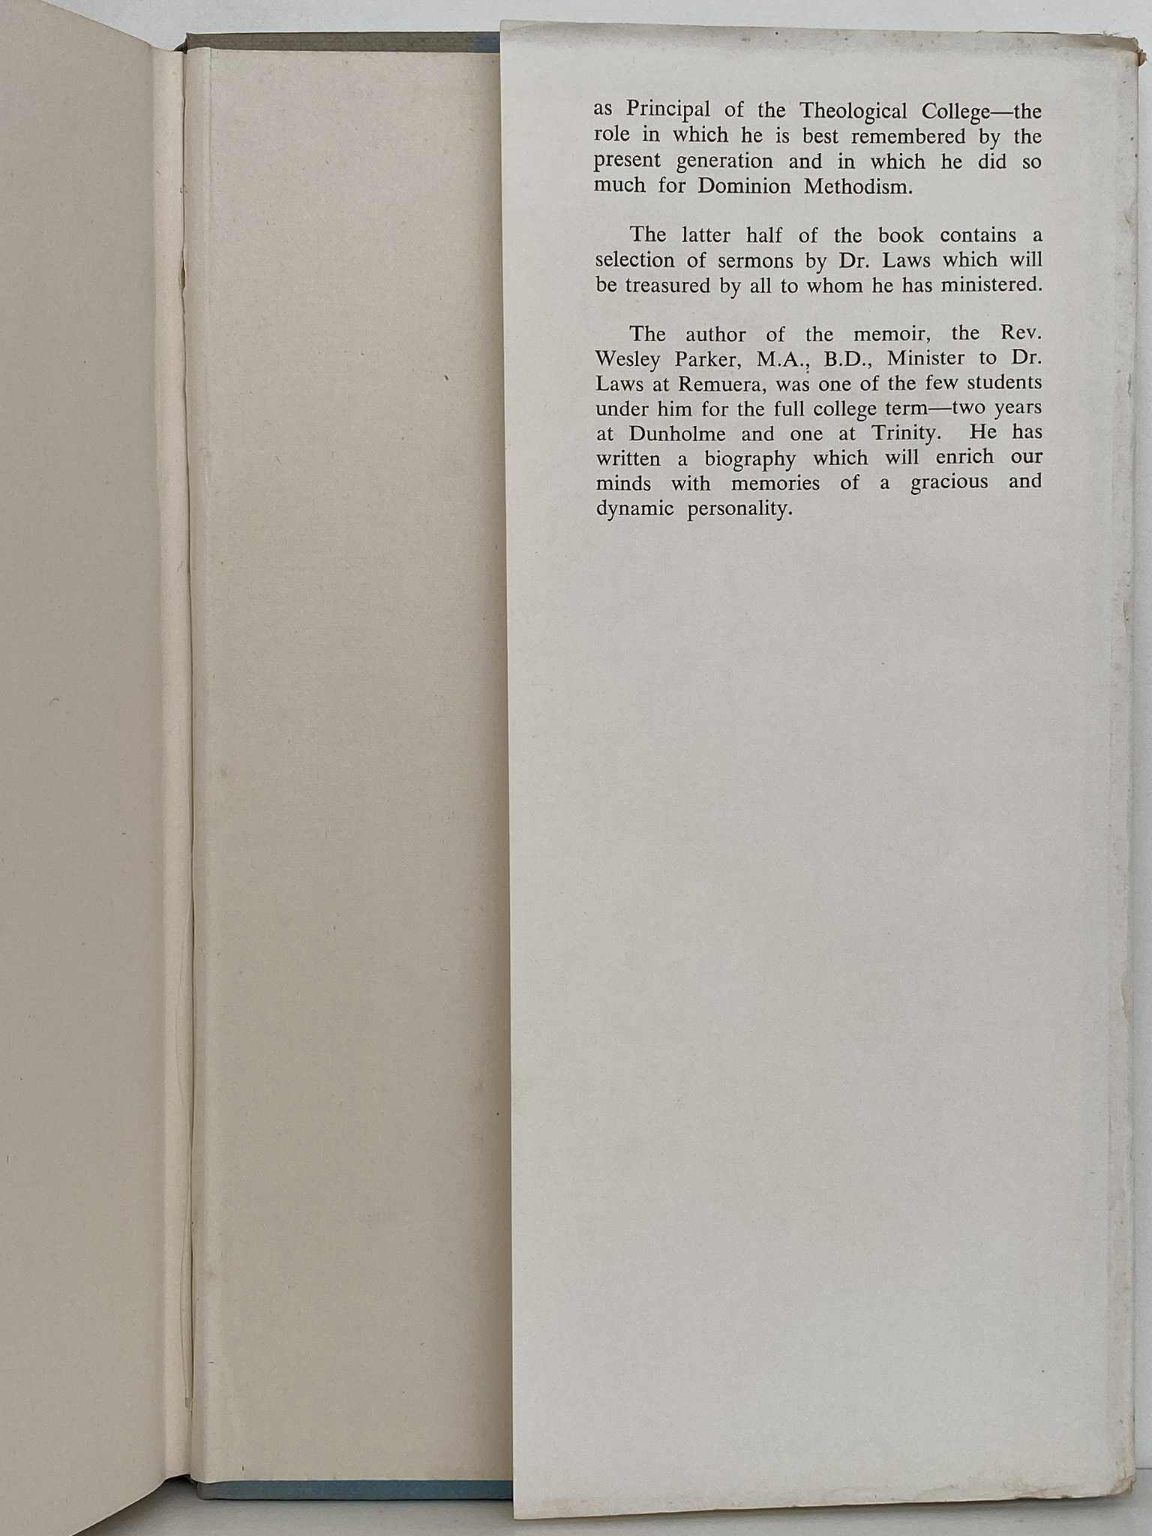 as Principal of the Theological College—the
role in which he is best remembered by the
present generation and in which he did so
much for Dominion Methodism.
The latter half of the book contains a
selection of sermons by Dr. Laws which will
be treasured by all to whom he has ministered.
The author of the memoir, the Rev.
Wesley Parker, M.A., B.D., Minister to Dr.
Laws at Remuera, was one of the few students
under him for the full college term—two years
at Dunholme and one at Trinity. He has
written a biography which will enrich our
minds with memories of a gracious and
dynamic personality.